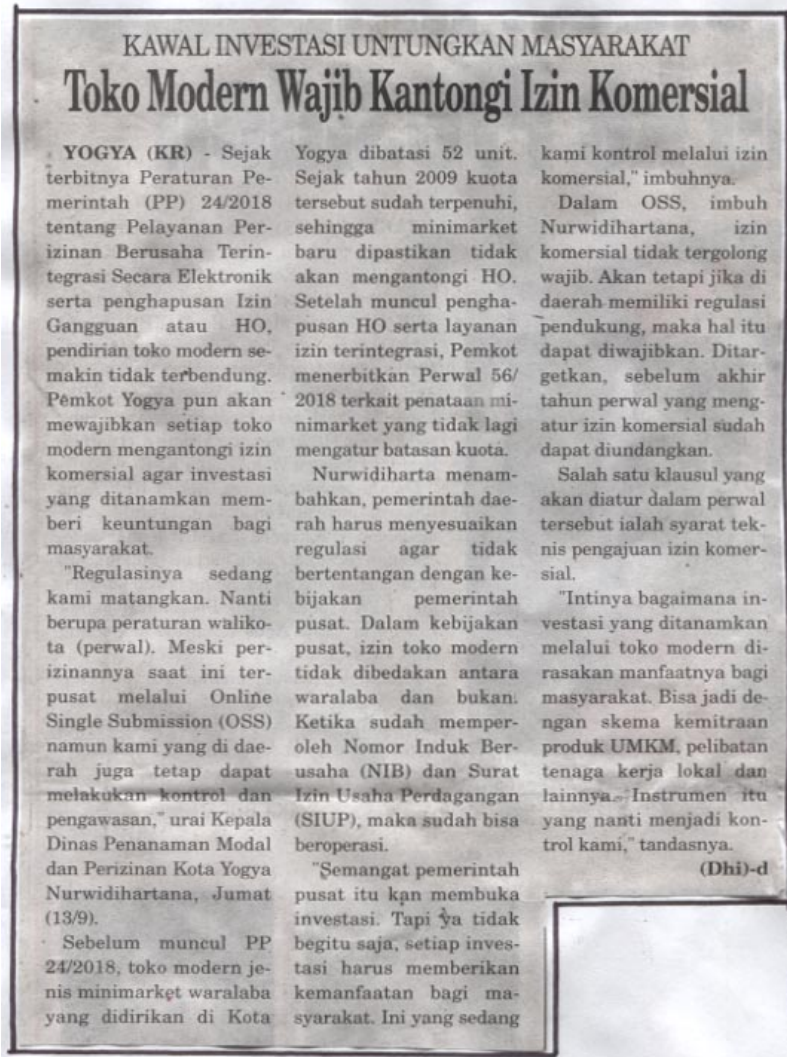 KAWAL INVESTASI UNTUNGKAN MASYARAKAT
Toko Modern Wajib Kantongi Izin Komersial
YOGYA (KR) - Sejak
terbitnya Peraturan Pe-
merintah (PP) 24/2018
tentang Pelayanan Per-
izinan Berusaha Terin-
tegrasi Secara Elektronik
serta penghapusan Izin
Gangguan atau HO,
pendirian toko modern se-
makin tidak terbendung.
Pemkot Yogya pun akan
mewajibkan setiap toko
modern mengantongi izin
komersial agar investasi
yang ditanamkan mem-
beri keuntungan bagi
masyarakat.
"Regulasinya sedang
kami matangkan. Nanti
berupa peraturan waliko-
ta (perwal). Meski per-
izinannya saat ini ter-
pusat melalui Online
Single Submission (OSS)
namun kami yang di dae-
rah juga tetap dapat
melakukan kontrol dan
pengawasan," urai Kepala
Dinas Penanaman Modal
dan Perizinan Kota Yogya
Nurwidihartana, Jumat
(13/9).
Sebelum muncul PP
24/2018, toko modern je-
nis minimarket waralaba
yang didirikan di Kota
Yogya dibatasi 52 unit.
Sejak tahun 2009 kuota
tersebut sudah terpenuhi,
sehingga minimarket
baru dipastikan tidak
akan mengantongi HO.
Setelah muncul pengha-
pusan HO serta layanan
izin terintegrasi, Pemkot
menerbitkan Perwal 56/
2018 terkait penataan mi-
nimarket yang tidak lagi
mengatur batasan kuota.
Nurwidiharta menam-
bahkan, pemerintah dae-
rah harus menyesuaikan
regulasi agar tidak
bertentangan dengan ke-
bijakan pemerintah
pusat. Dalam kebijakan
pusat, izin toko modern
tidak dibedakan antara
waralaba dan bukan.
Ketika sudah memper-
oleh Nomor Induk Ber-
usaha (NIB) dan Surat
Izin Usaha Perdagangan
(SIUP), maka sudah bisa
beroperasi.
"Semangat pemerintah
pusat itu kan membuka
investasi. Tapi ya tidak
begitu saja, setiap inves-
tasi harus memberikan
kemanfaatan bagi ma-
syarakat. Ini yang sedang
kami kontrol melalui izin
komersial," imbuhnya.
Dalam OSS, imbuh
Nurwidihartana, izin
komersial tidak tergolong
wajib. Akan tetapi jika di
daerah memiliki regulasi
pendukung, maka hal itu
dapat diwajibkan. Ditar-
getkan, sebelum akhir
tahun perwal yang meng-
atur izin komersial sudah
dapat diundangkan.
Salah satu klausul yang
akan diatur dalam perwal
tersebut ialah syarat tek-
nis pengajuan izin komer-
sial.
"Intinya bagaimana in-
vestasi yang ditanamkan
melalui toko modern di-
rasakan manfaatnya bagi
masyarakat. Bisa jadi de-
ngan skema kemitraan
produk UMKM, pelibatan
tenaga kerja lokal dan
lainnya. Instrumen itu
yang nanti menjadi kon-
trol kami," tandasnya.
(Dhi)-d